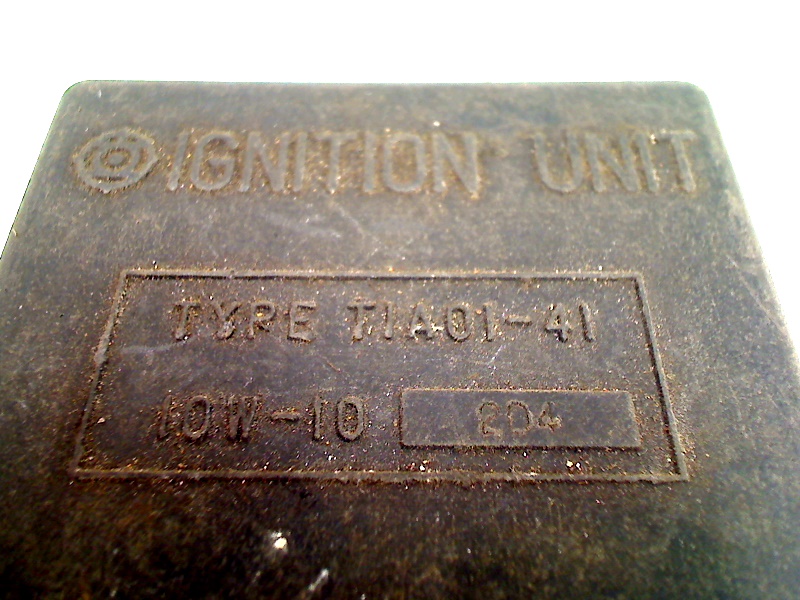 IGNITION UNIT
TYPE TIA01-41
10W-10 2D4